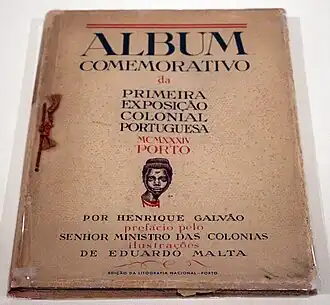 ALBUM
COMEMORATIVO
da
PRIMEIRA
EXPOSIÇÃO
COLONIAL
PORTUGUESA
MCMXXXIV
PORTO
POR HENRIQUE GALVÃO
prefácio pelo
SENHOR MINISTRO DAS COLONIAS
ilustrações
DE EDUARDO MALTA
EDIÇÃO DA LITOGRAFIA NACIONAL - PORTO